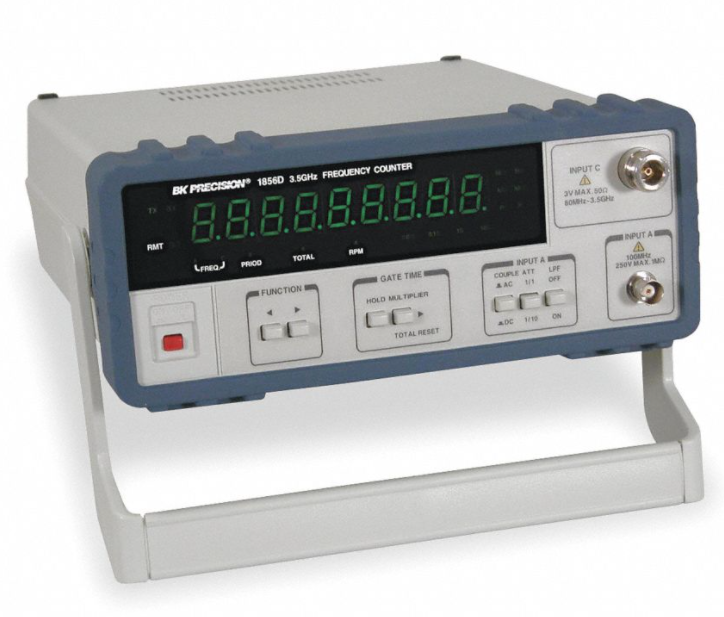 BK PRECISION® 1856D 3.5GHz FREQUENCY COUNTER
RMT
8.8.8.8.8.8.8.8.8.
FREQ. PRIOD TOTAL RPM
FUNCTION
◄ ►
GATE TIME
HOLD MULTIPLIER
►
TOTAL RESET
INPUT A
COUPLE ATT LPF
▲AC 1/1 OFF
▲DC 1/10 ON
INPUT C
3V MAX. 50Ω
80MHz~3.5GHz
INPUT A
100MHz
250V MAX. 1MΩ